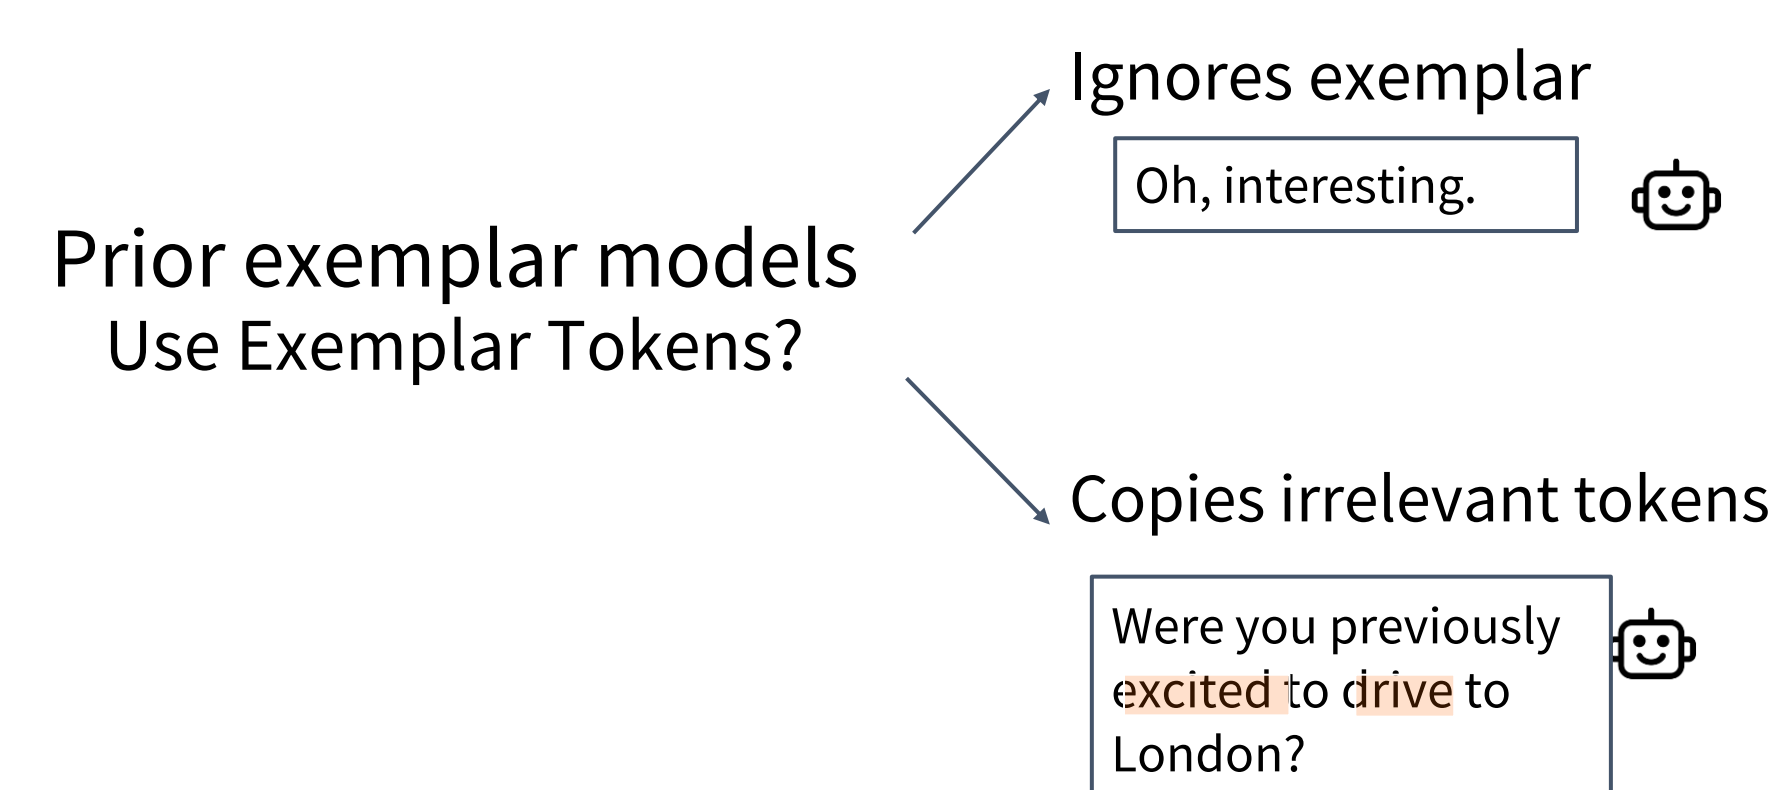 Ignores exemplar
Oh, interesting.
Prior exemplar models
Use Exemplar Tokens?
Copies irrelevant tokens
Were you previously
excited to drive to
London?